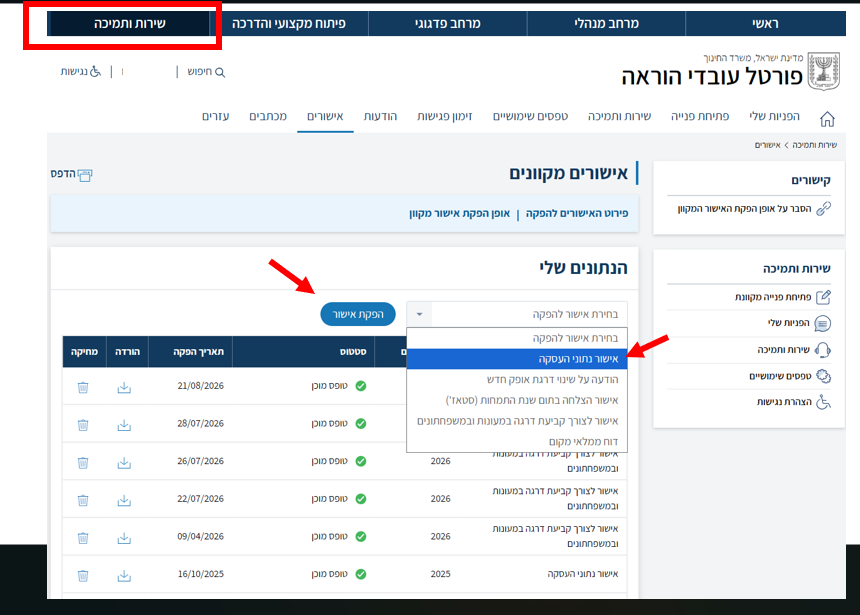 ראשי
מרחב מנהלי
מרחב פדגוגי
פיתוח מקצועי והדרכה
שירות ותמיכה
מדינת ישראל, משרד החינוך
פורטל עובדי הוראה
חיפוש
נגישות
הפניות שלי
פתיחת פנייה
שירות ותמיכה
טפסים שימושיים
זימון פגישות
הודעות
אישורים
מכתבים
עזרים
שירות ותמיכה > אישורים
קישורים
הסבר על אופן הפקת האישור המקוון
שירות ותמיכה
פתיחת פנייה מקוונת
הפניות שלי
שירות ותמיכה
טפסים שימושיים
הצהרת נגישות
אישורים מקוונים
הדפס
פירוט האישורים להפקה | אופן הפקת אישור מקוון
הנתונים שלי
בחירת אישור להפקה
הפקת אישור
בחירת אישור להפקה
אישור נתוני העסקה
הודעה על שינוי דרגת אופק חדש
אישור הצלחה בתום שנת התמחות (סטאז')
אישור לצורך קביעת דרגה במעונות ובמשפחתונים
דוח ממלאי מקום
סטטוס
תאריך הפקה
הורדה
מחיקה
טופס מוכן
21/08/2026
טופס מוכן
28/07/2026
אישור לצורך קביעת דרגה במעונות
ובמשפחתונים
2026
טופס מוכן
26/07/2026
אישור לצורך קביעת דרגה במעונות
ובמשפחתונים
2026
טופס מוכן
22/07/2026
אישור לצורך קביעת דרגה במעונות
ובמשפחתונים
2026
טופס מוכן
09/04/2026
אישור נתוני העסקה
2025
טופס מוכן
16/10/2025